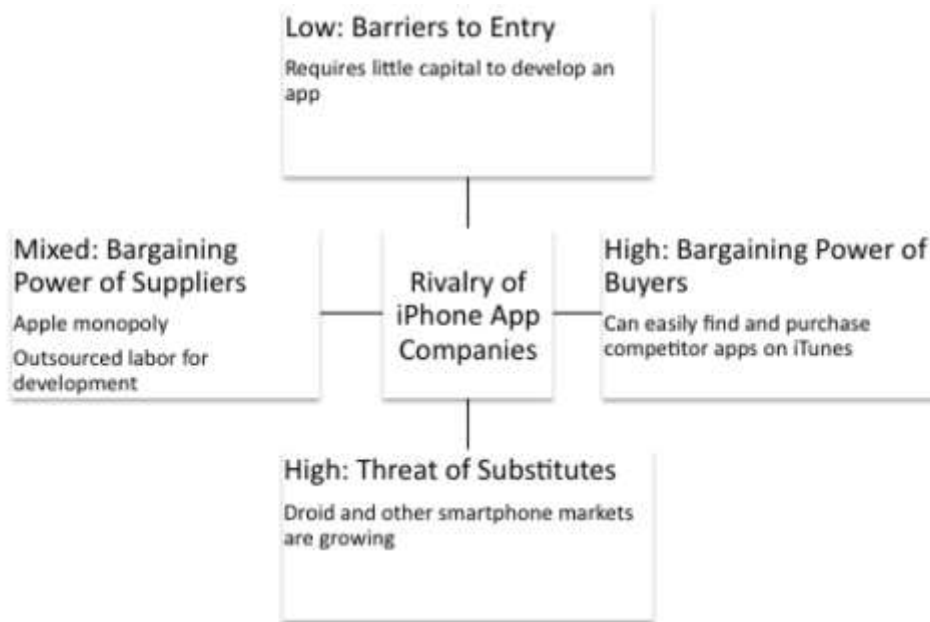 Low: Barriers to Entry
Requires little capital to develop an
app
Mixed: Bargaining
Power of Suppliers
Apple monopoly
Outsourced labor for
development
Rivalry of
iPhone App
Companies
High: Bargaining Power of
Buyers
Can easily find and purchase
competitor apps on iTunes
High: Threat of Substitutes
Droid and other smartphone markets
are growing